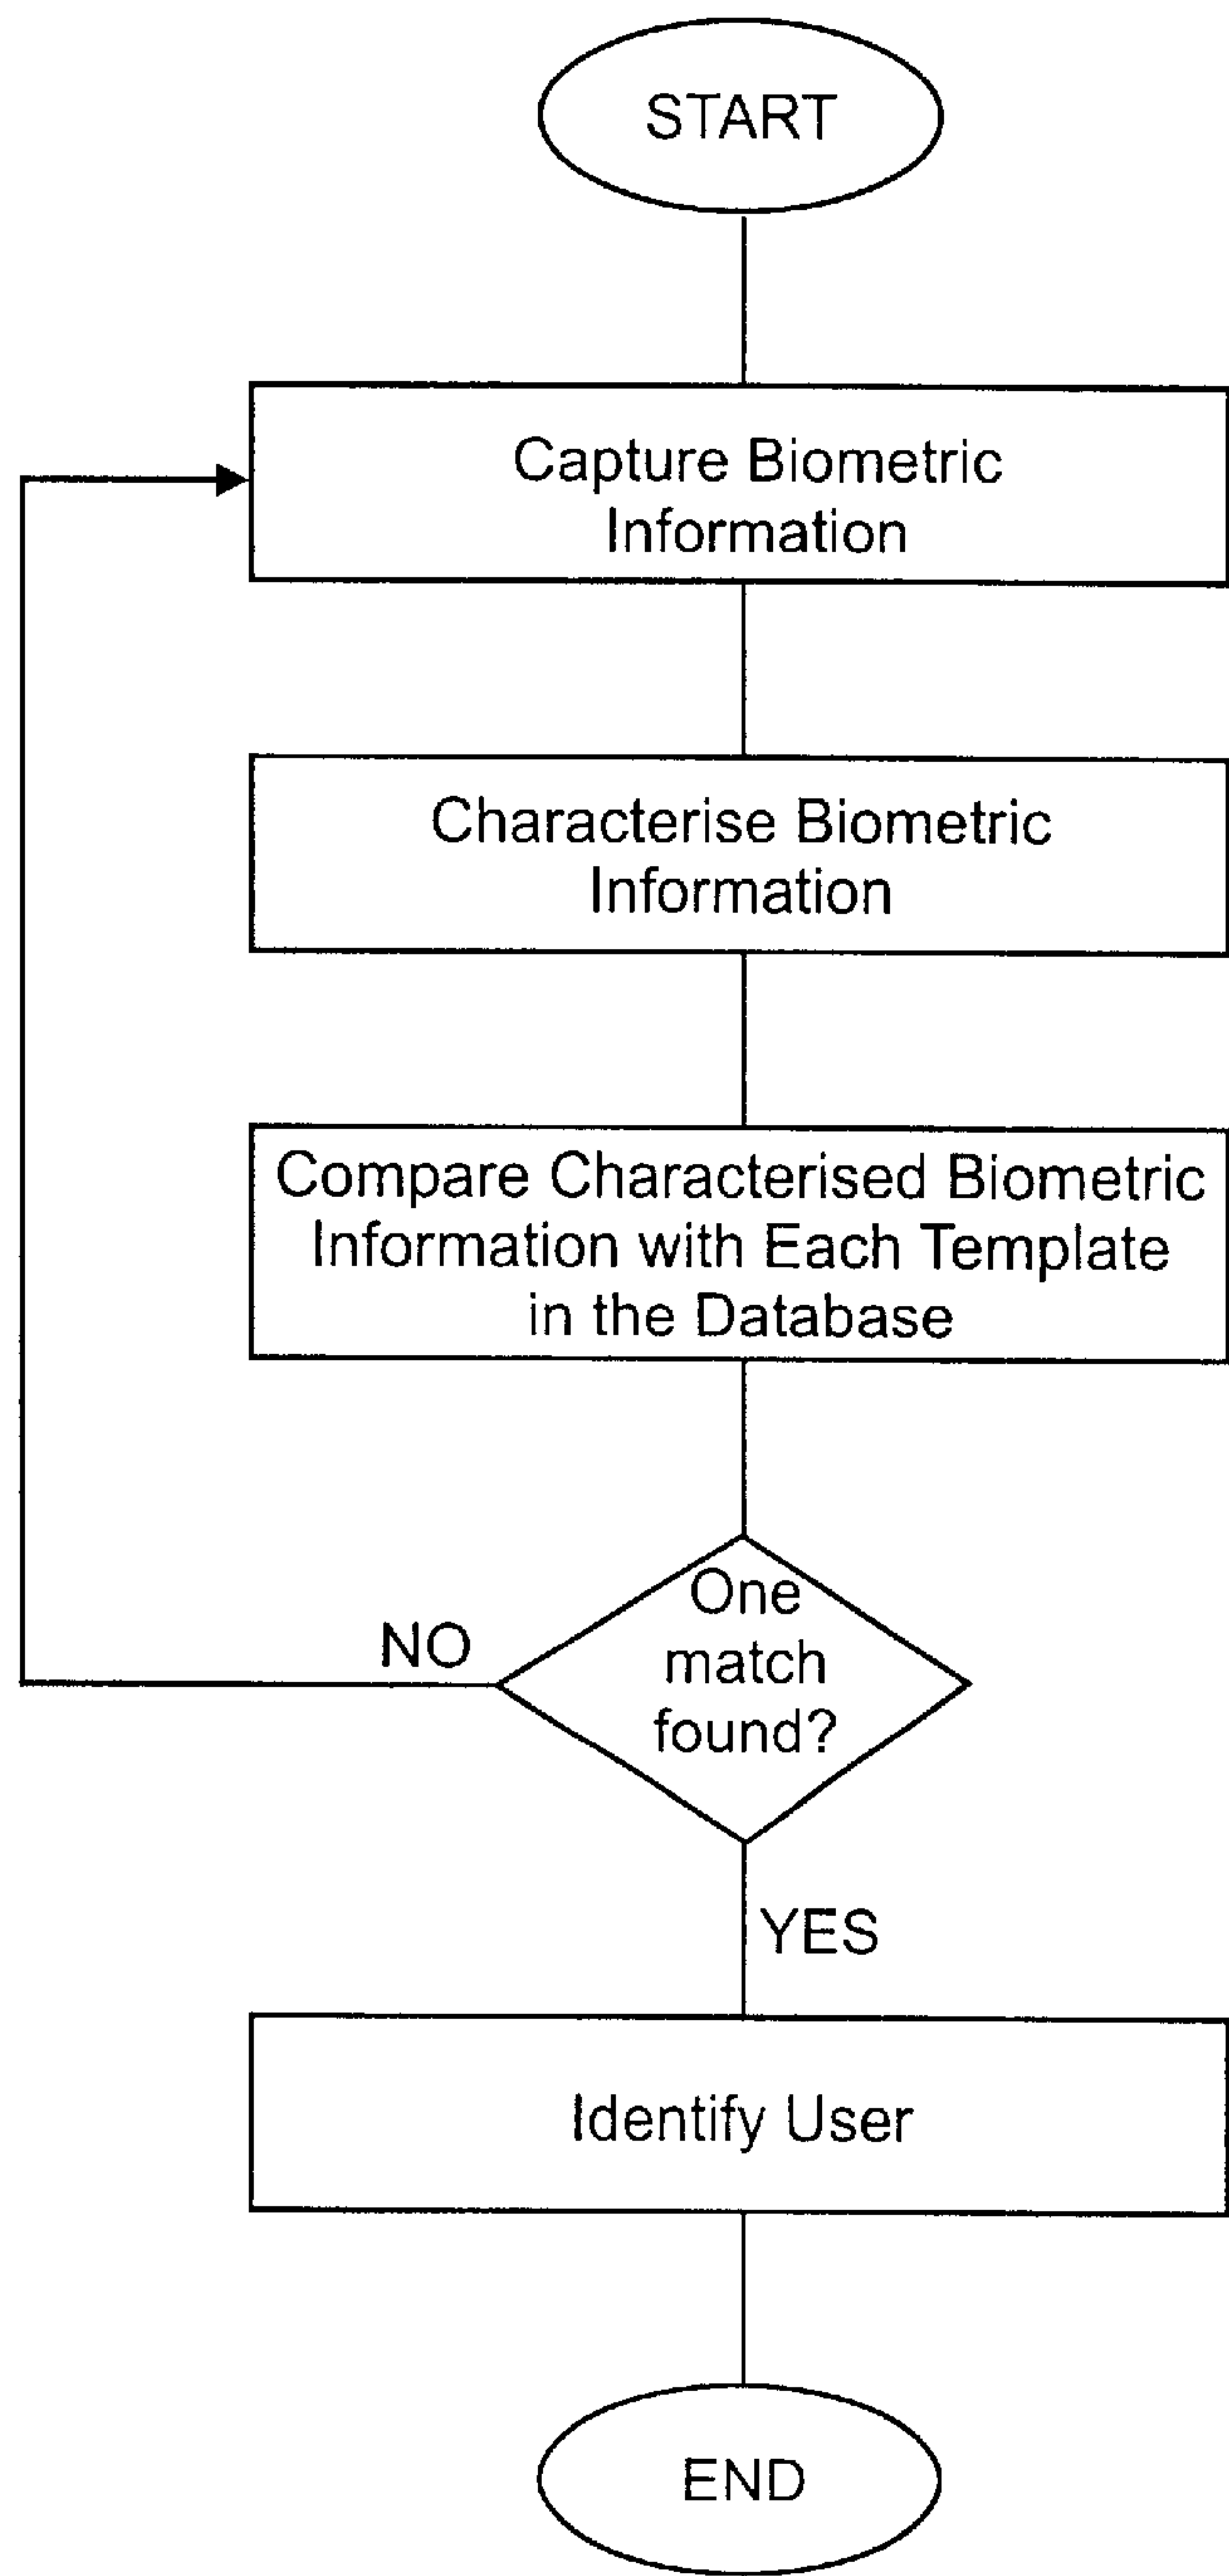 START
Capture Biometric
Information
Characterise Biometric
Information
Compare Characterised Biometric
Information with Each Template
in the Database
One
match
found?
NO
YES
Identify User
END